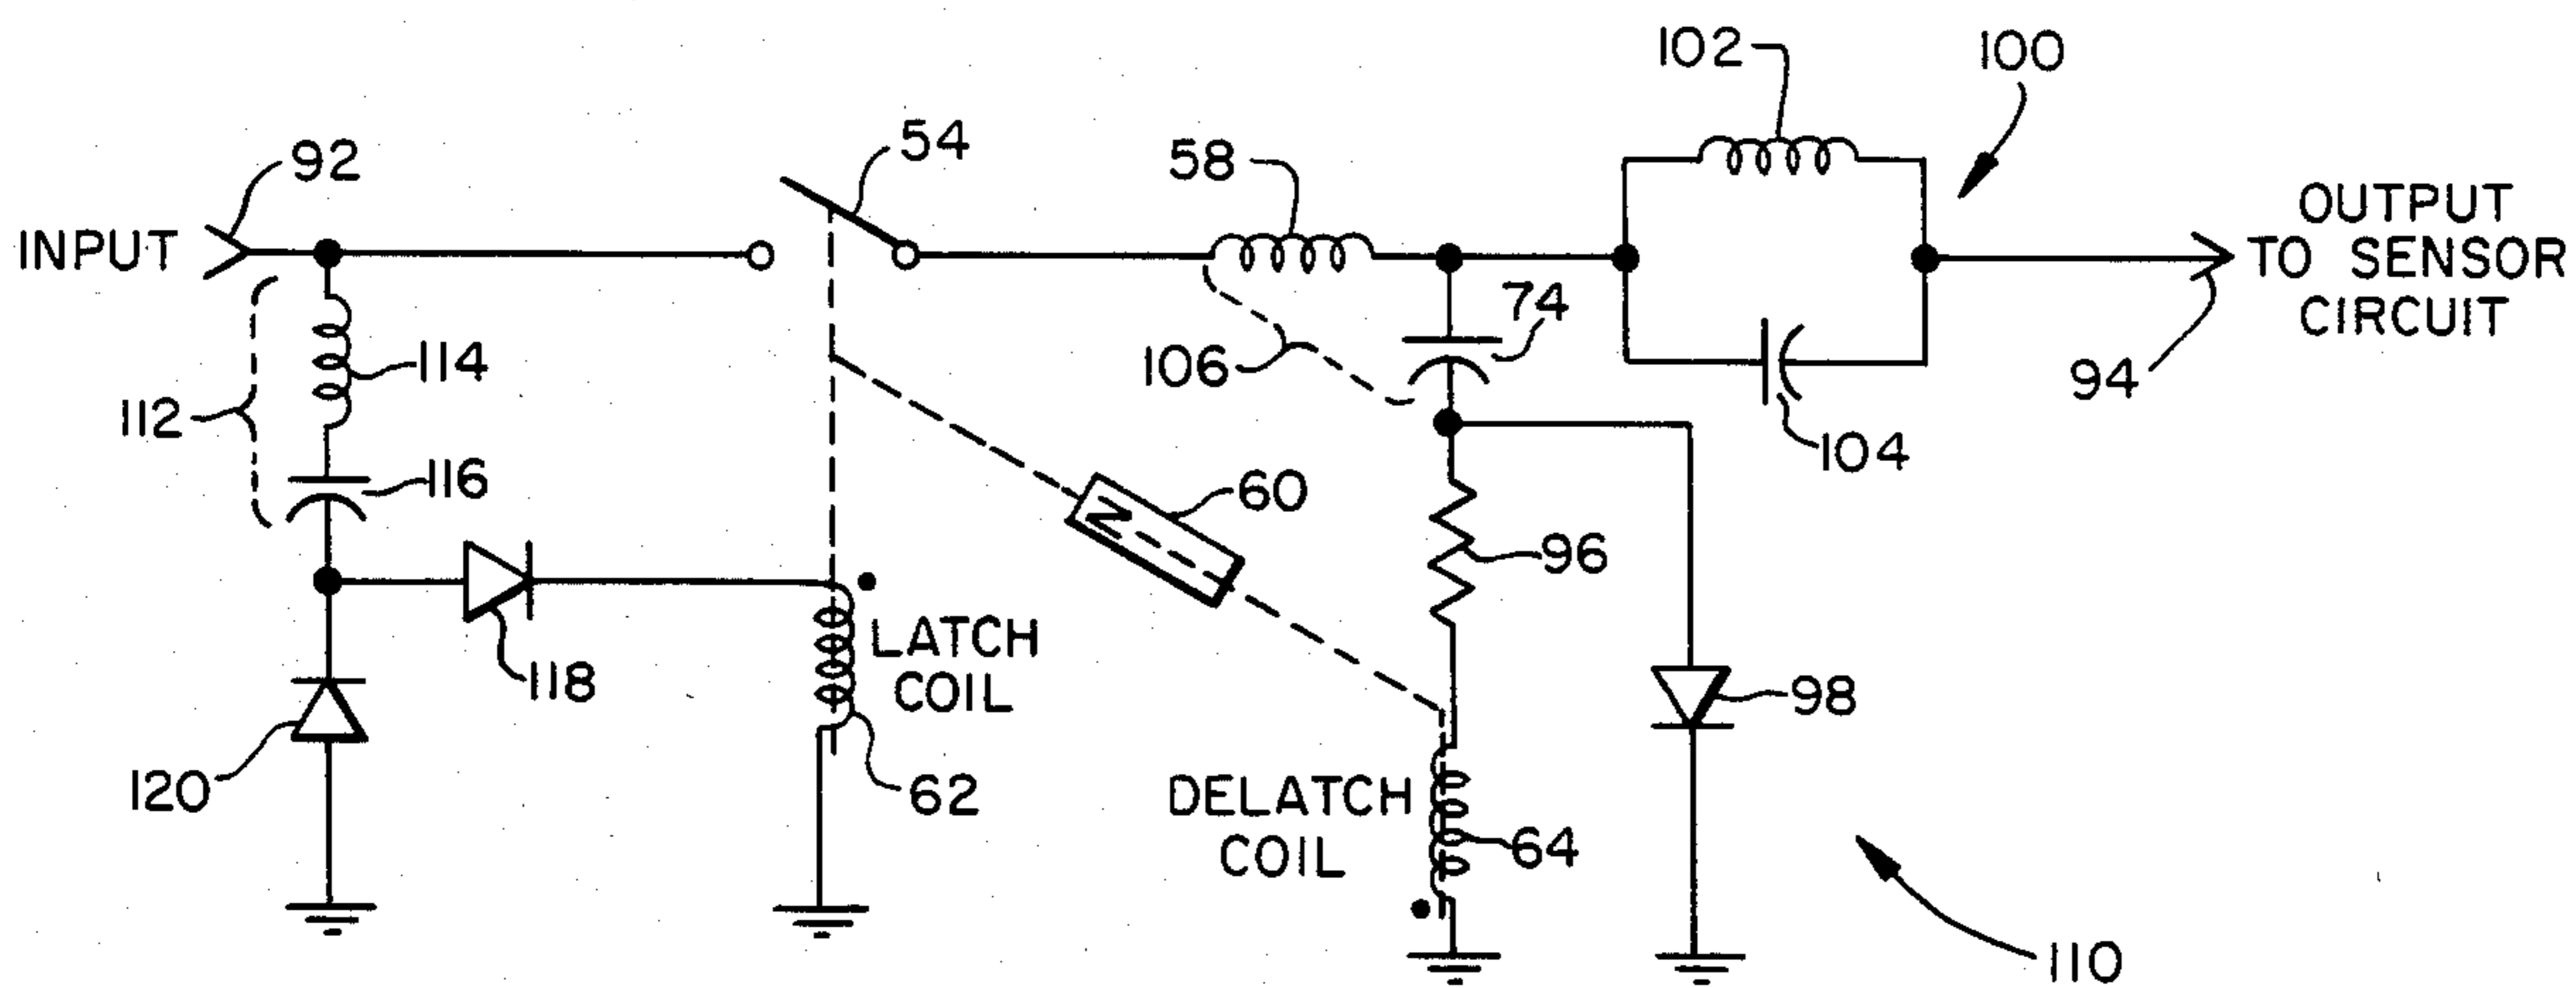 102
100
54
92
58
INPUT
OUTPUT
TO SENSOR
CIRCUIT
74
114
106
94
112
104
116
60
96
LATCH
COIL
118
98
120
62
DELATCH
COIL
64
110
N